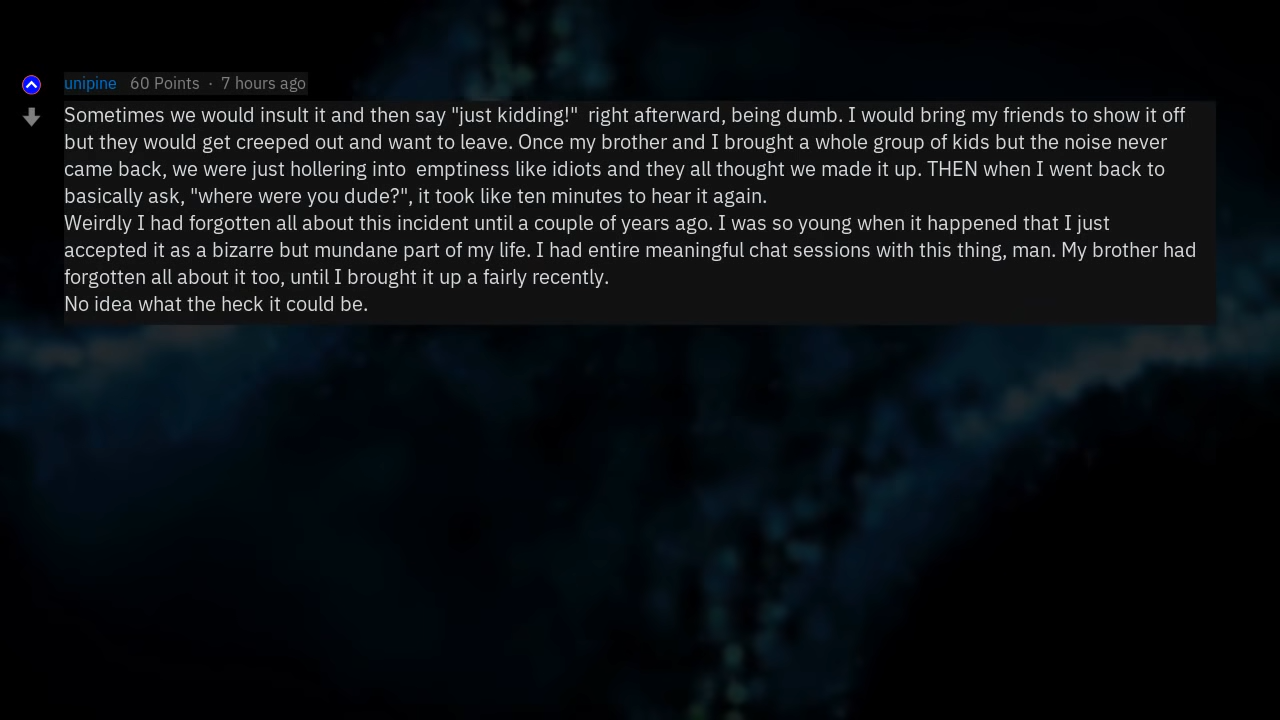 unipine 60 Points · 7 hours ago
Sometimes we would insult it and then say "just kidding!"  right afterward, being dumb. I would bring my friends to show it off
but they would get creeped out and want to leave. Once my brother and I brought a whole group of kids but the noise never
came back, we were just hollering into  emptiness like idiots and they all thought we made it up. THEN when I went back to
basically ask, "where were you dude?", it took like ten minutes to hear it again.
Weirdly I had forgotten all about this incident until a couple of years ago. I was so young when it happened that I just
accepted it as a bizarre but mundane part of my life. I had entire meaningful chat sessions with this thing, man. My brother had
forgotten all about it too, until I brought it up a fairly recently.
No idea what the heck it could be.